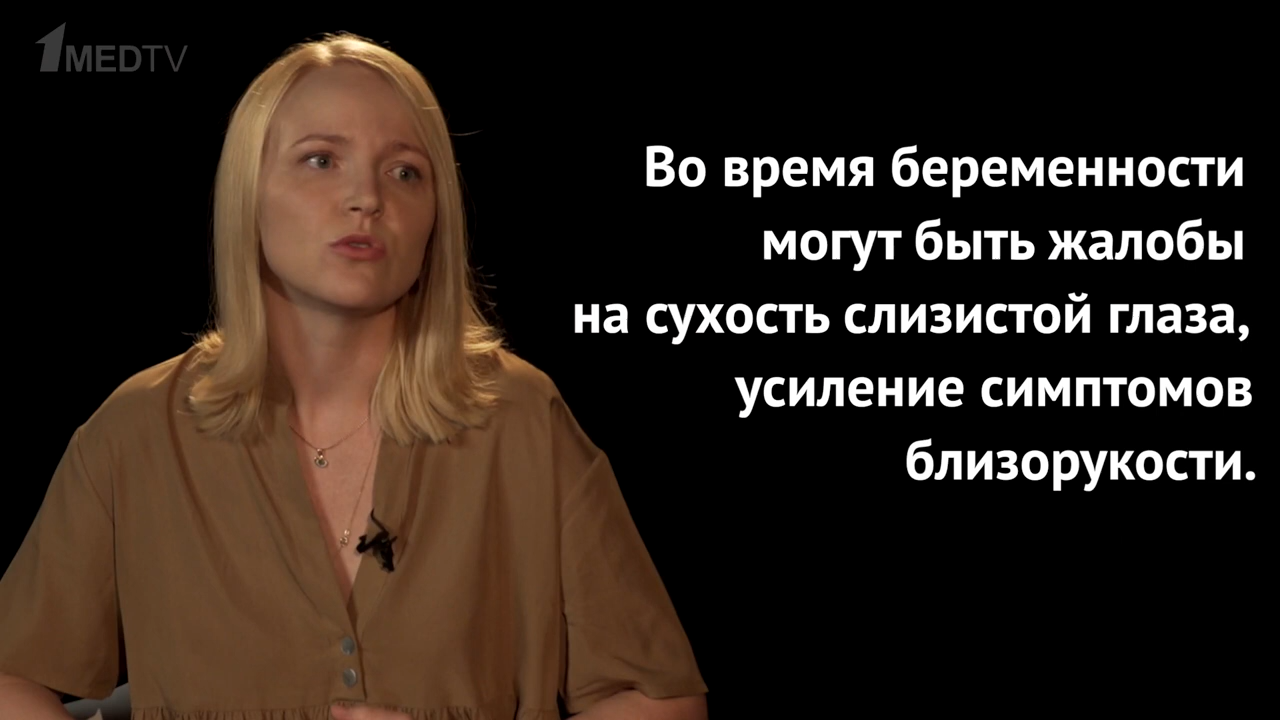 1MEDTV
Во время беременности
могут быть жалобы
на сухость слизистой глаза,
усиление симптомов
близорукости.